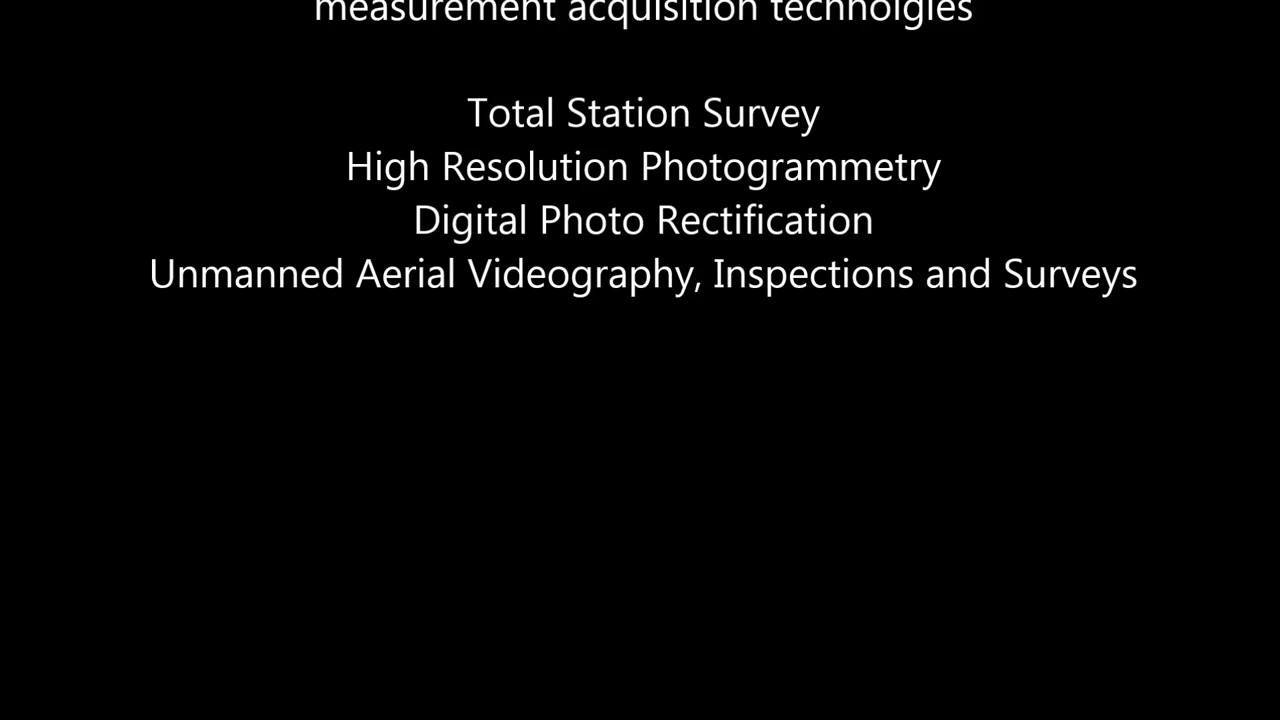 measurement acquisition technolgies
Total Station Survey
High Resolution Photogrammetry
Digital Photo Rectification
Unmanned Aerial Videography, Inspections and Surveys